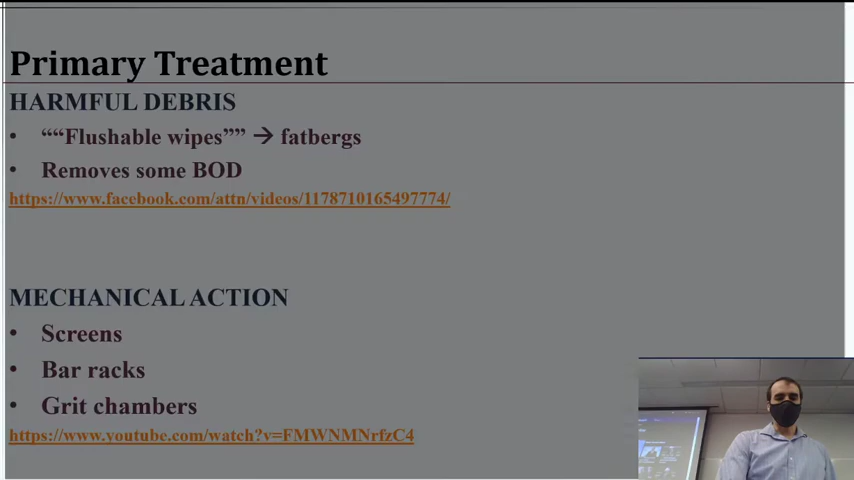 Primary Treatment
HARMFUL DEBRIS
• ““Flushable wipes”” → fatbergs
• Removes some BOD
https://www.facebook.com/attn/videos/1178710165497774/
MECHANICAL ACTION
• Screens
• Bar racks
• Grit chambers
https://www.youtube.com/watch?v=FMWNMNrfzC4